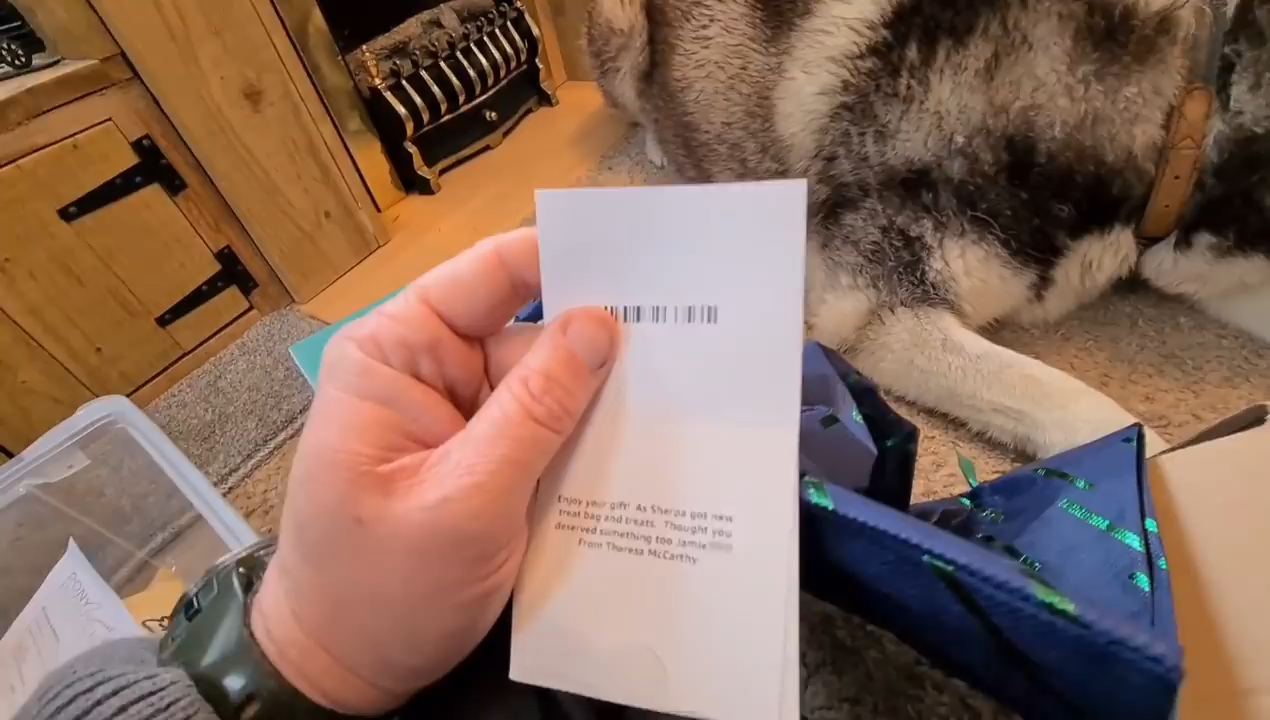 Enjoy your gift! As Sherpa got new
treat bag and treats. Thought you
deserved something too Jamie
From Theresa McCarthy
PONY